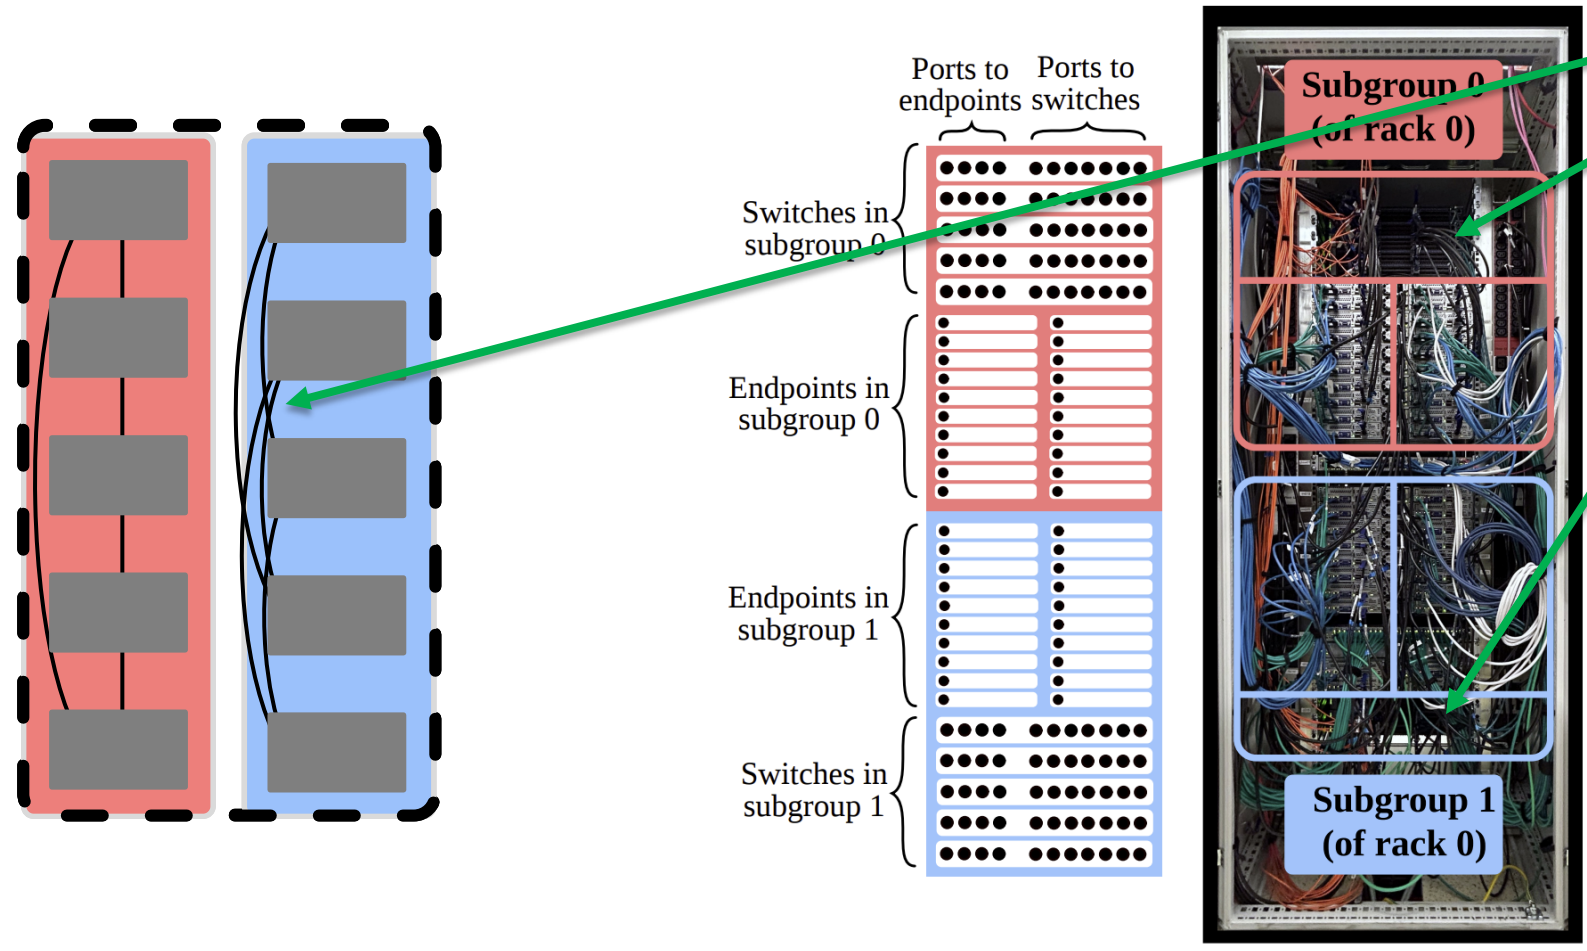 Ports to
endpoints
Ports to
switches
Switches in
subgroup 0
Endpoints in
subgroup 0
Endpoints in
subgroup 1
Switches in
subgroup 1
Subgroup 0
(of rack 0)
Subgroup 1
(of rack 0)